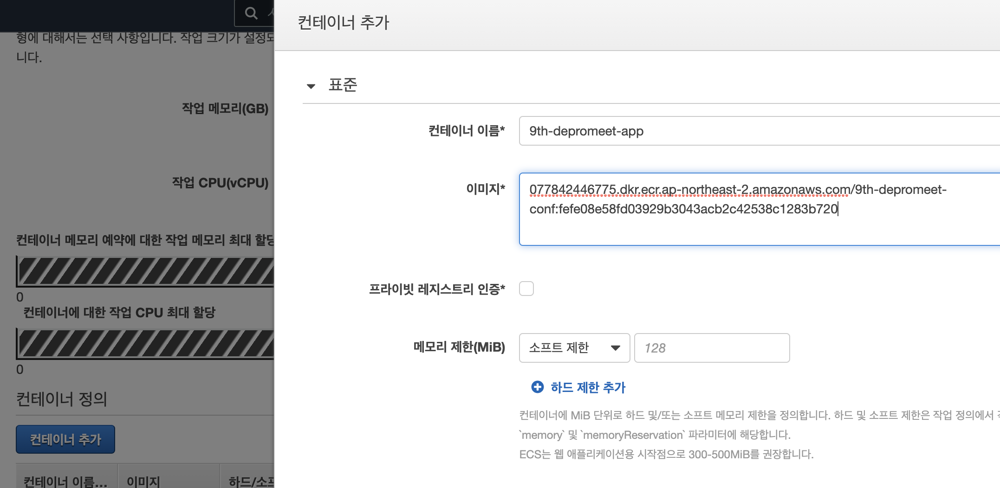 형에 대해서는 선택 사항입니다. 작업 크기가 설정되
니다.
작업 메모리(GB)
작업 CPU(vCPU)
컨테이너 메모리 예약에 대한 작업 메모리 최대 할당
0
컨테이너에 대한 작업 CPU 최대 할당
0
컨테이너 정의
컨테이너 추가
컨테이너 이름... 이미지 하드/소프
컨테이너 추가
표준
컨테이너 이름* 9th-depromeet-app
이미지* 077842446775.dkr.ecr.ap-northeast-2.amazonaws.com/9th-depromeet-
conf:fefe08e58fd03929b3043acb2c42538c1283b720
프라이빗 레지스트리 인증*
메모리 제한(MiB) 소프트 제한 128
하드 제한 추가
컨테이너에 MiB 단위로 하드 및/또는 소프트 메모리 제한을 정의합니다. 하드 및 소프트 제한은 작업 정의에서
`memory` 및 `memoryReservation` 파라미터에 해당합니다.
ECS는 웹 애플리케이션용 시작점으로 300-500MiB를 권장합니다.